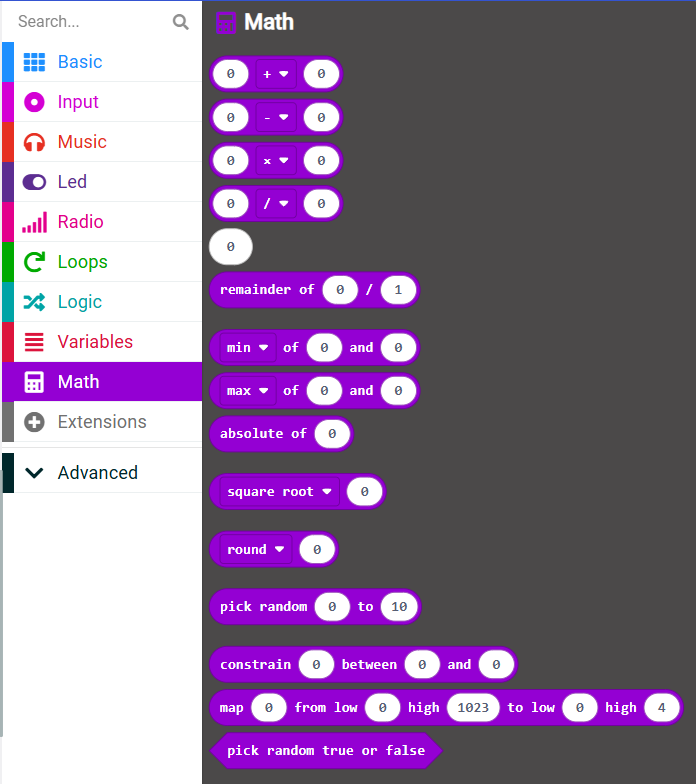 Search...
Basic
Input
Music
Led
Radio
Loops
Logic
Variables
Math
Extensions
Advanced
Math
0 + 0
0 - 0
0 × 0
0 / 0
0
remainder of 0 / 1
min of 0 and 0
max of 0 and 0
absolute of 0
square root 0
round 0
pick random 0 to 10
constrain 0 between 0 and 0
map 0 from low 0 high 1023 to low 0 high 4
pick random true or false